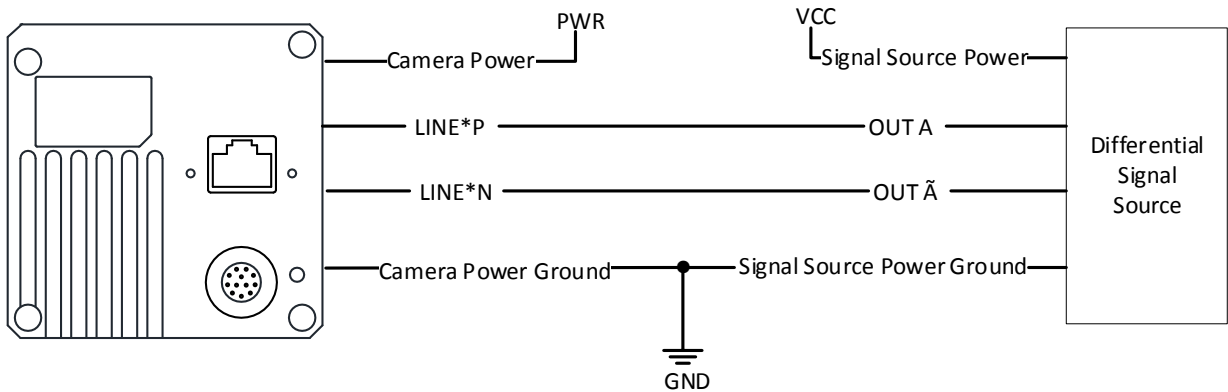 PWR
VCC
Camera Power
Signal Source Power
LINE*P
OUT A
LINE*N
OUT Ã
Differential
Signal
Source
Camera Power Ground
Signal Source Power Ground
GND